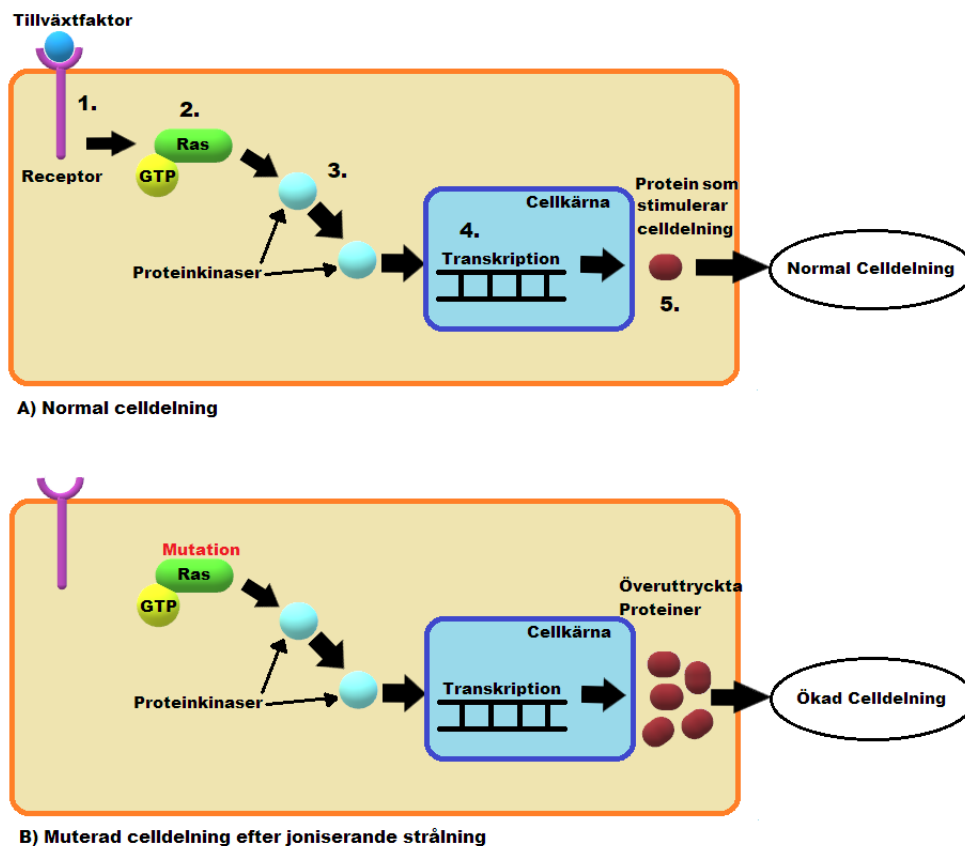 Tillväxtfaktor
1.
2.
Ras
GTP
Receptor
3.
Proteinkinaser
Cellkärna
4.
Transkription
Protein som
stimulerar
celldelning
5.
Normal Celldelning
A) Normal celldelning
Mutation
Ras
GTP
Proteinkinaser
Cellkärna
Transkription
Överuttryckta
Proteiner
Ökad Celldelning
B) Muterad celldelning efter joniserande strålning